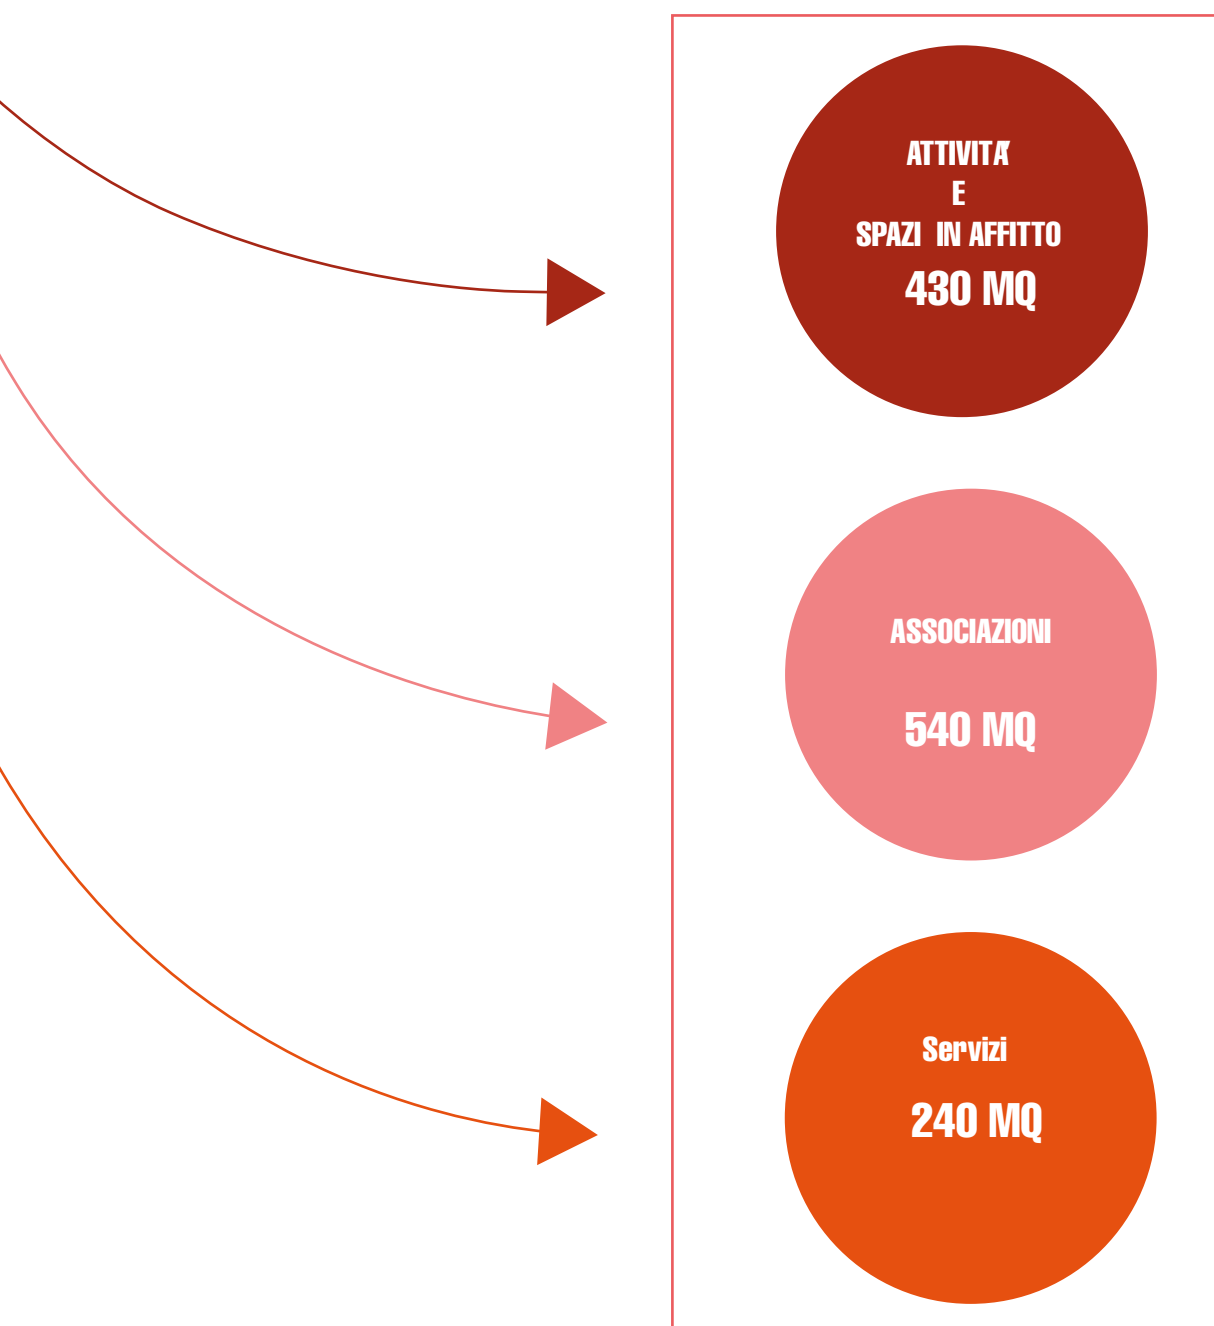 ATTIVITA'
E
SPAZI IN AFFITTO
430 MQ
ASSOCIAZIONI
540 MQ
Servizi
240 MQ